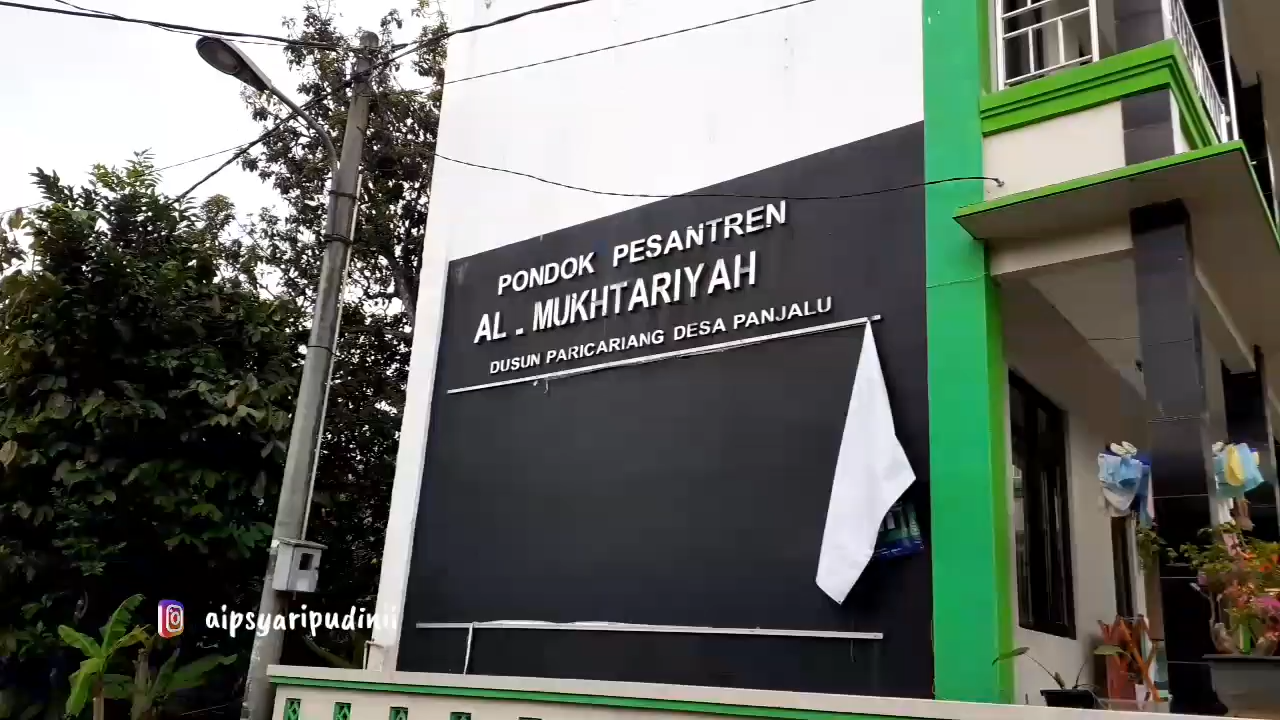 PONDOK PESANTREN
AL . MUKHTARIYAH
DUSUN PARICARIANG DESA PANJALU
aipsyaripudinii